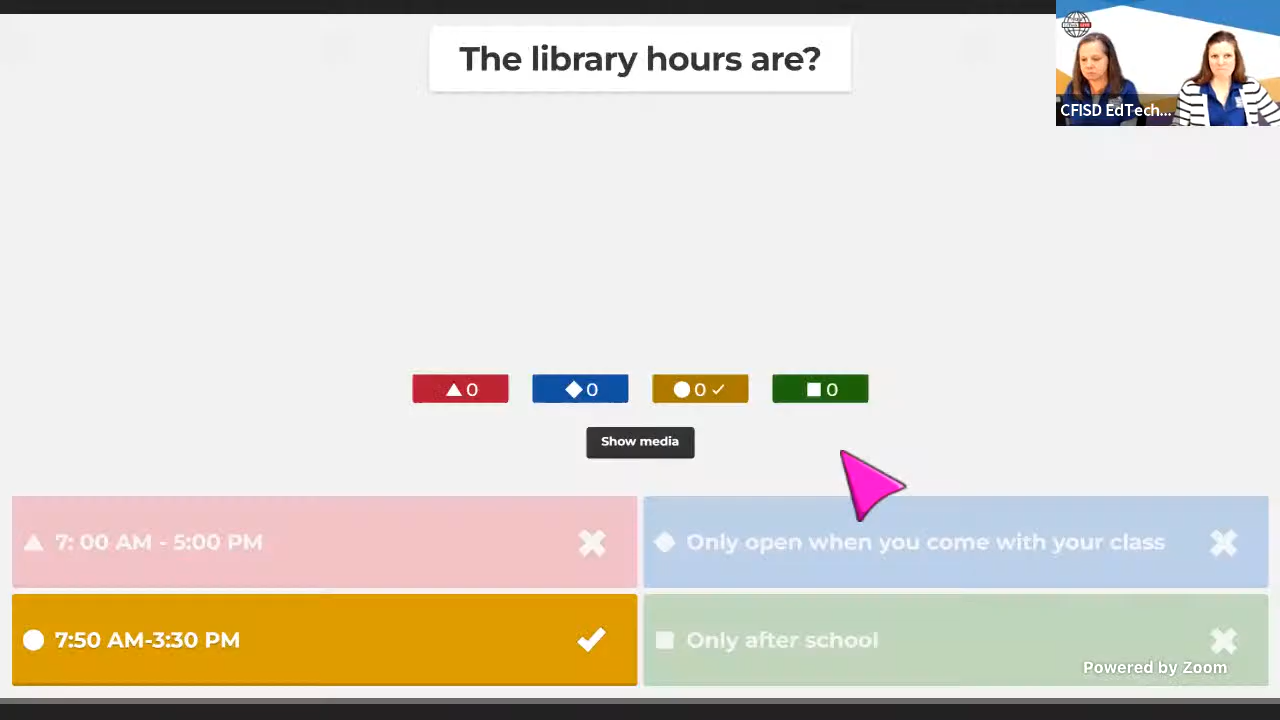 The library hours are?
CFISD EdTech...
0
0
0
0
Show media
7: 00 AM - 5:00 PM
Only open when you come with your class
7:50 AM-3:30 PM
Only after school
Powered by Zoom